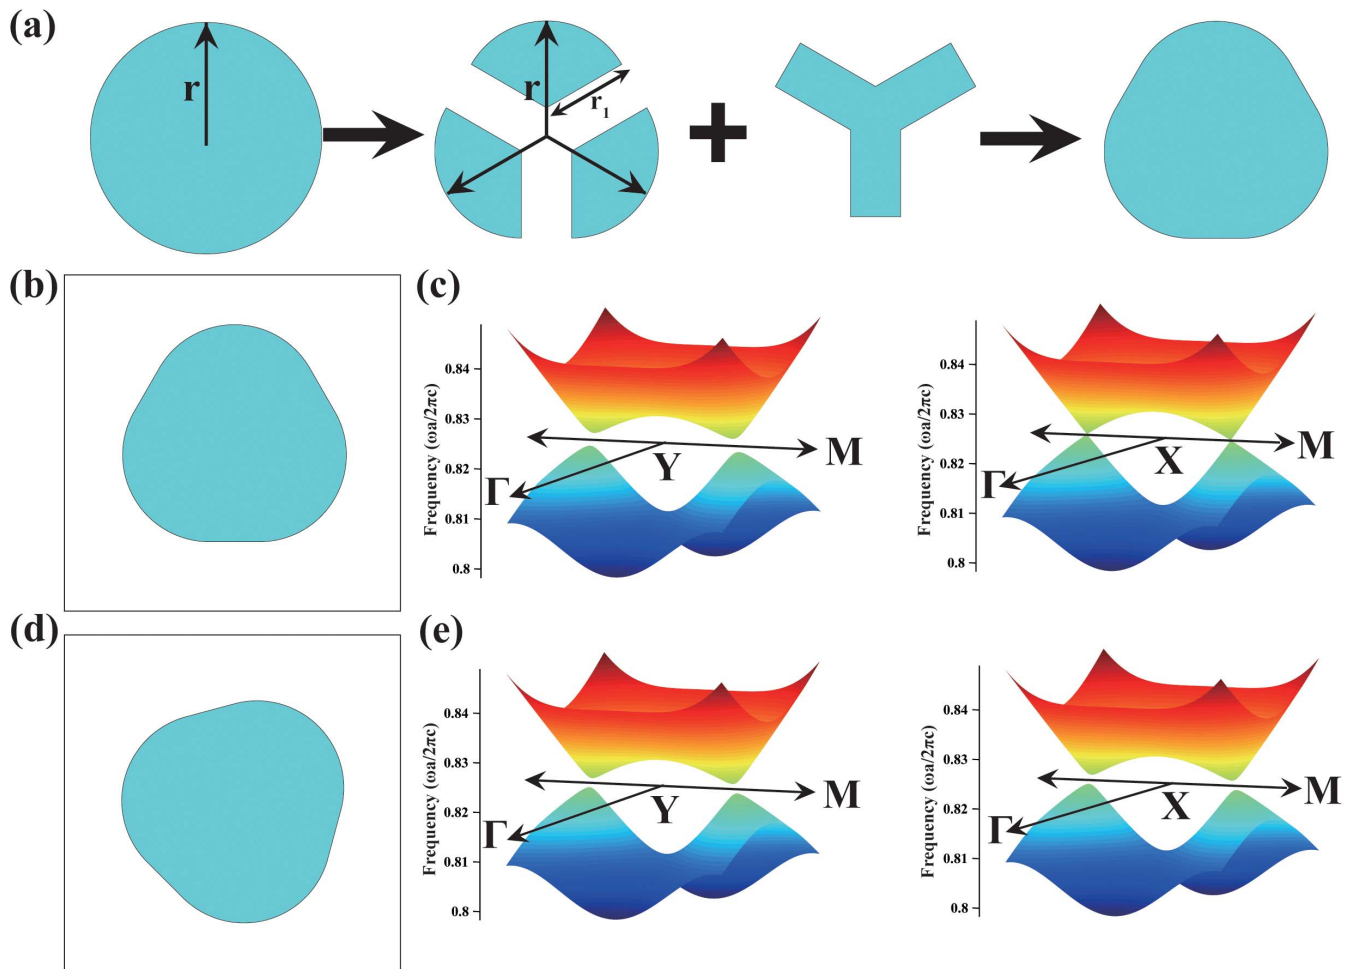 (a)
r
r
r1
(b)
(c)
Frequency (ωa/2πc)
0.84
0.83
0.82
0.81
0.8
Γ
Y
M
Frequency (ωa/2πc)
0.84
0.83
0.82
0.81
0.8
Γ
X
M
(d)
(e)
Frequency (ωa/2πc)
0.84
0.83
0.82
0.81
0.8
Γ
Y
M
Frequency (ωa/2πc)
0.84
0.83
0.82
0.81
0.8
Γ
X
M